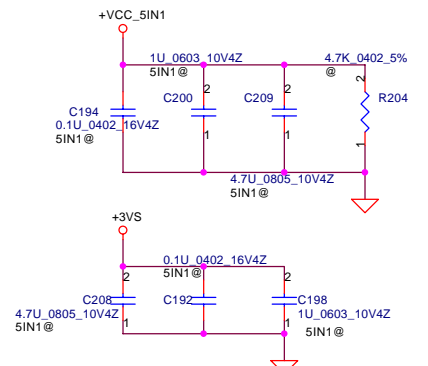 +VCC_5IN1
1U_0603_10V4Z
5IN1@
4.7K_0402_5%
@
2
2
2
C194
C200
C209
R204
0.1U_0402_16V4Z
5IN1@
1
1
1
4.7U_0805_10V4Z
5IN1@
+3VS
0.1U_0402_16V4Z
5IN1@
2
2
C208
C192
C198
4.7U_0805_10V4Z
1U_0603_10V4Z
5IN1@
1
1
5IN1@